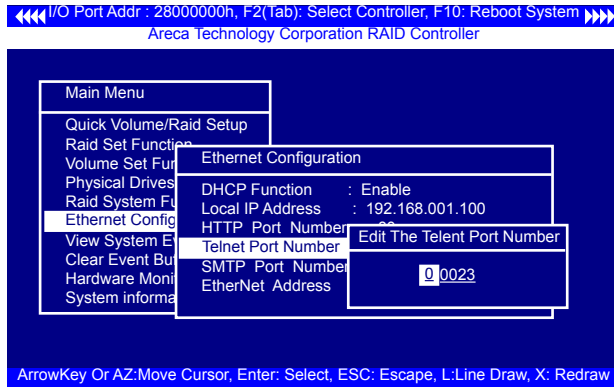 I/O Port Addr : 28000000h, F2(Tab): Select Controller, F10: Reboot System
Areca Technology Corporation RAID Controller
Main Menu
Quick Volume/Raid Setup
Raid Set Function
Volume Set Fun
Physical Drives
Raid System Fu
Ethernet Config
View System Ev
Clear Event Buf
Hardware Moni
System informa
Ethernet Configuration
DHCP Function : Enable
Local IP Address : 192.168.001.100
HTTP Port Number
Telnet Port Number
SMTP Port Number
EtherNet Address
Edit The Telent Port Number
0 0023
ArrowKey Or AZ:Move Cursor, Enter: Select, ESC: Escape, L:Line Draw, X: Redraw